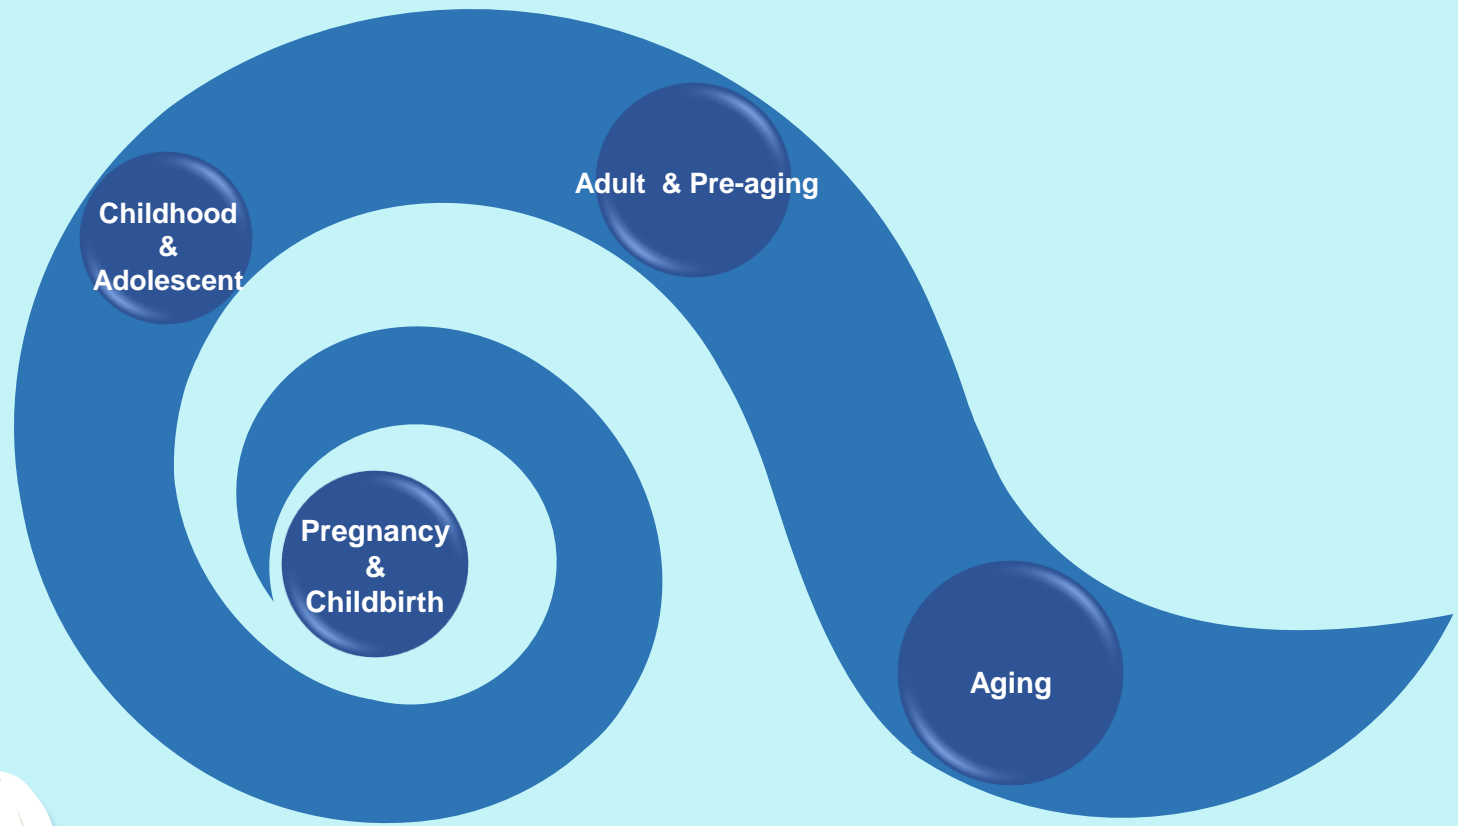 Adult  & Pre-aging
Childhood
&
Adolescent
Pregnancy
&
Childbirth
Aging